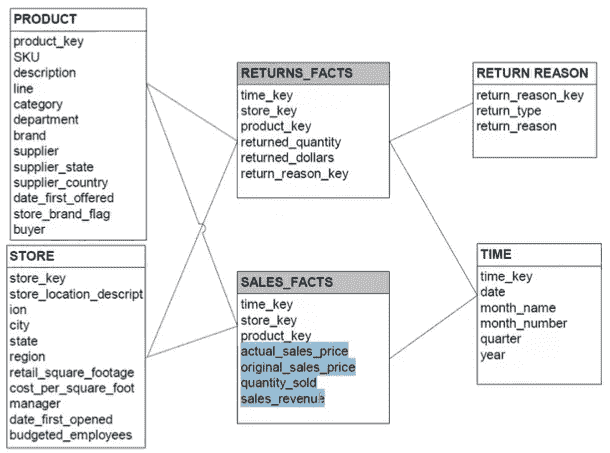 PRODUCT
product_key
SKU
description
line
category
department
brand
supplier
supplier_state
supplier_country
date_first_offered
store_brand_flag
buyer
STORE
store_key
store_location_descript
ion
city
state
region
retail_square_footage
cost_per_square_foot
manager
date_first_opened
budgeted_employees
RETURNS_FACTS
time_key
store_key
product_key
returned_quantity
returned_dollars
return_reason_key
SALES_FACTS
time_key
store_key
product_key
actual_sales_price
original_sales_price
quantity_sold
sales_revenue
RETURN REASON
return_reason_key
return_type
return_reason
TIME
time_key
date
month_name
month_number
quarter
year